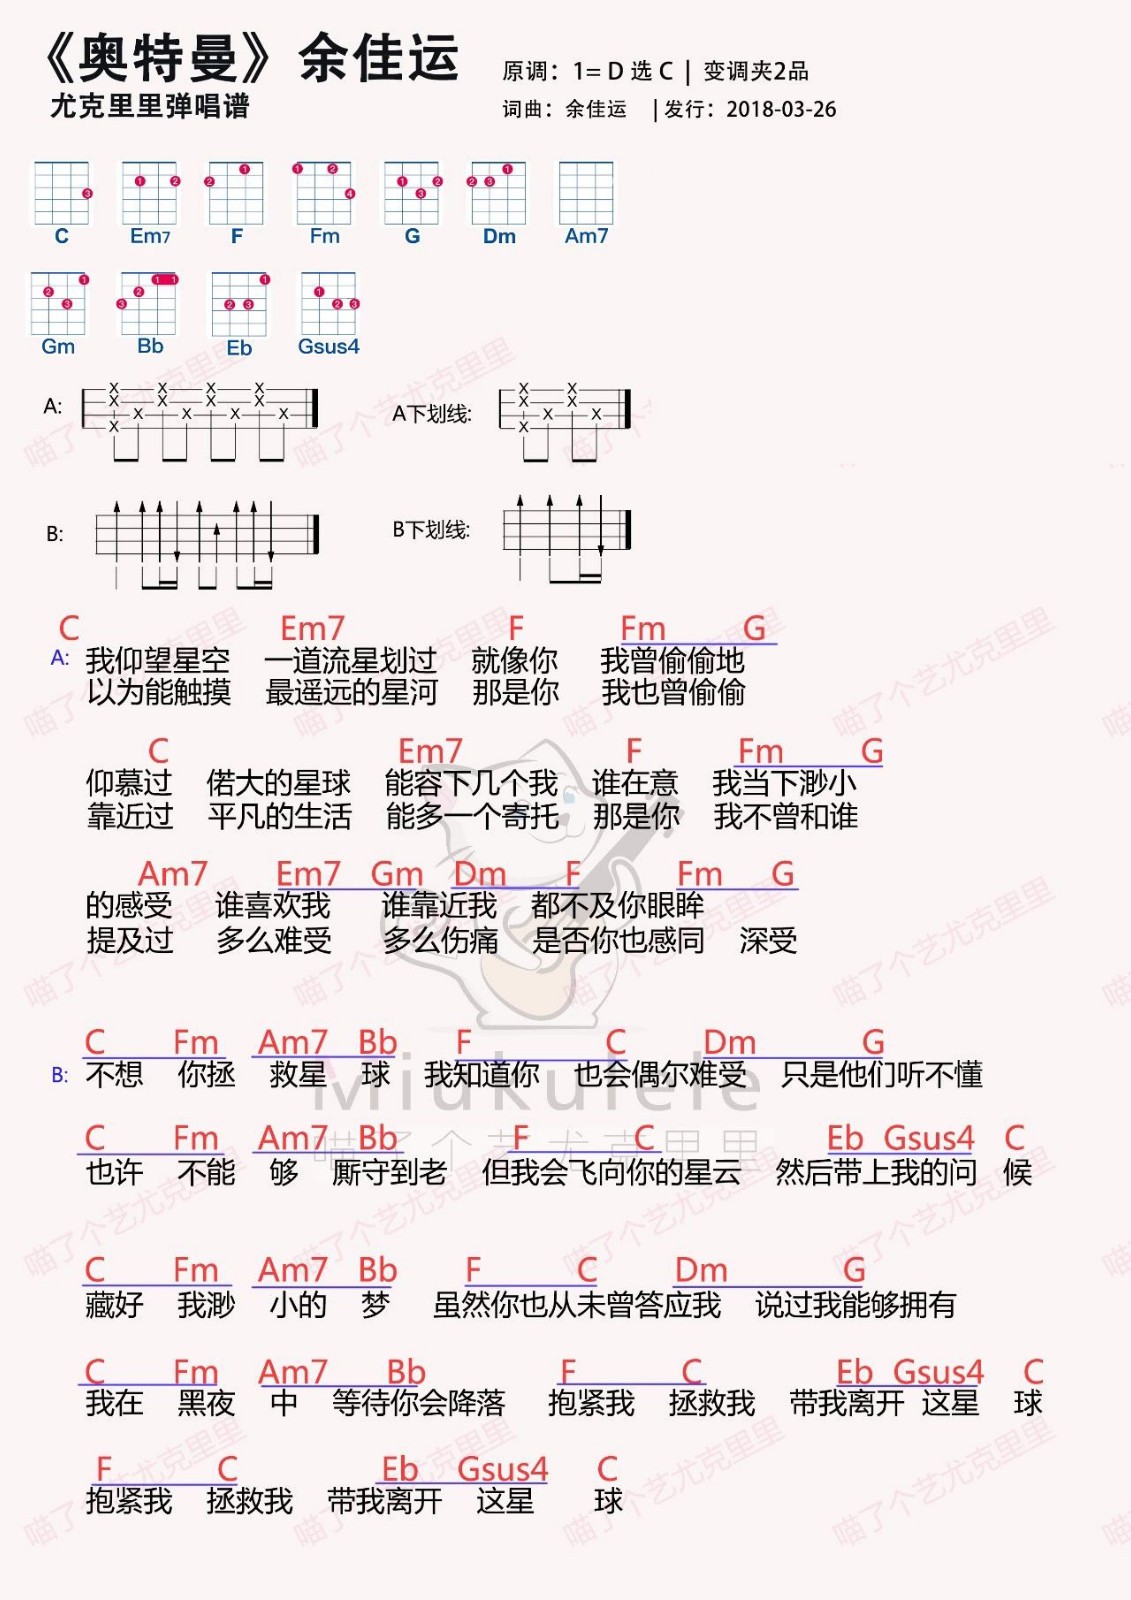 《奥特曼》余佳运
尤克里里弹唱谱
原调：1= D 选 C | 变调夹2品
词曲：余佳运 | 发行：2018-03-26
C Em7 F Fm G Dm Am7
Gm Bb Eb Gsus4
A: A下划线:
B: B下划线:
C Em7 F Fm G
A: 我仰望星空 一道流星划过 就像你 我曾偷偷地
以为能触摸 最遥远的星河 那是你 我也曾偷偷
C Em7 F Fm G
仰慕过 偌大的星球 能容下几个我 谁在意 我当下渺小
靠近过 平凡的生活 能多一个寄托 那是你 我不曾和谁
Am7 Em7 Gm Dm F Fm G
的感受 谁喜欢我 谁靠近我 都不及你眼眸
提及过 多么难受 多么伤痛 是否你也感同 深受
C Fm Am7 Bb F C Dm G
B: 不想 你拯 救星 球 我知道你 也会偶尔难受 只是他们听不懂
C Fm Am7 Bb F C Eb Gsus4 C
也许 不能 够 厮守到老 但我会飞向你的星云 然后带上我的问 候
C Fm Am7 Bb F C Dm G
藏好 我渺 小的 梦 虽然你也从未曾答应我 说过我能够拥有
C Fm Am7 Bb F C Eb Gsus4 C
我在 黑夜 中 等待你会降落 抱紧我 拯救我 带我离开 这星 球
F C Eb Gsus4 C
抱紧我 拯救我 带我离开 这星 球
Miukulele
喵了个艺尤克里里